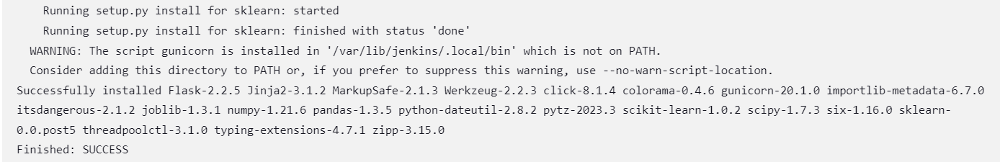 Running setup.py install for sklearn: started
Running setup.py install for sklearn: finished with status 'done'
WARNING: The script gunicorn is installed in '/var/lib/jenkins/.local/bin' which is not on PATH.
Consider adding this directory to PATH or, if you prefer to suppress this warning, use --no-warn-script-location.
Successfully installed Flask-2.2.5 Jinja2-3.1.2 MarkupSafe-2.1.3 Werkzeug-2.2.3 click-8.1.4 colorama-0.4.6 gunicorn-20.1.0 importlib-metadata-6.7.0
itsdangerous-2.1.2 joblib-1.3.1 numpy-1.21.6 pandas-1.3.5 python-dateutil-2.8.2 pytz-2023.3 scikit-learn-1.0.2 scipy-1.7.3 six-1.16.0 sklearn-
0.0.post5 threadpoolctl-3.1.0 typing-extensions-4.7.1 zipp-3.15.0
Finished: SUCCESS